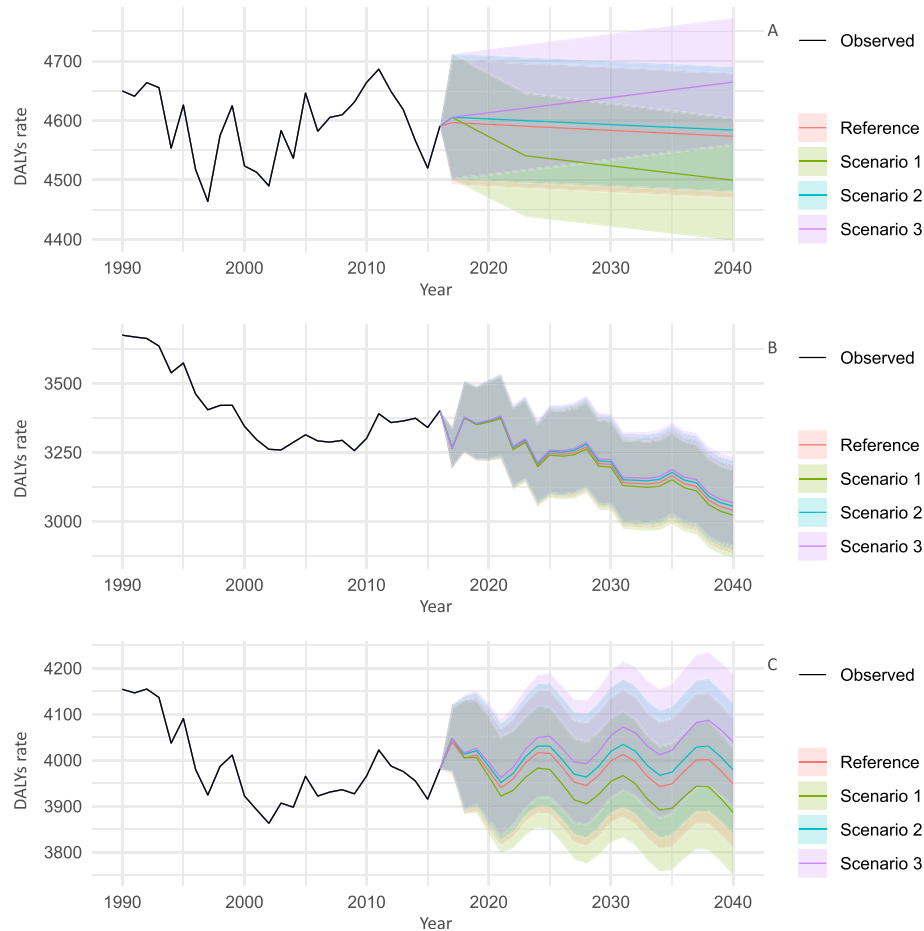 A
Observed
4700
4600
4500
4400
DALYs rate
Reference
Scenario 1
Scenario 2
Scenario 3
1990 2000 2010 2020 2030 2040
Year
B
Observed
3500
3250
3000
DALYs rate
Reference
Scenario 1
Scenario 2
Scenario 3
1990 2000 2010 2020 2030 2040
Year
C
Observed
4200
4100
4000
3900
3800
DALYs rate
Reference
Scenario 1
Scenario 2
Scenario 3
1990 2000 2010 2020 2030 2040
Year